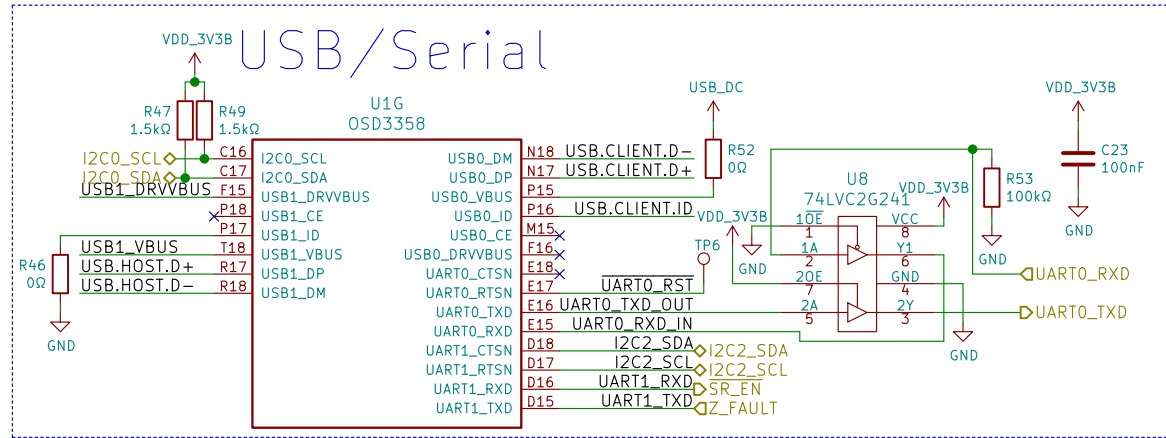 USB/Serial
VDD_3V3B
R47
1.5kΩ
R49
1.5kΩ
I2C0_SCL
I2C0_SDA
USB1_DRVVBUS
USB1_VBUS
USB.HOST.D+
USB.HOST.D-
R46
0Ω
GND
C16
C17
F15
P18
P17
T18
R17
R18
U1G
OSD3358
I2C0_SCL
I2C0_SDA
USB1_DRVVBUS
USB1_CE
USB1_ID
USB1_VBUS
USB1_DP
USB1_DM
USB0_DM
USB0_DP
USB0_VBUS
USB0_ID
USB0_CE
USB0_DRVVBUS
UART0_CTSN
UART0_RTSN
UART0_TXD
UART0_RXD
UART1_CTSN
UART1_RTSN
UART1_RXD
UART1_TXD
N18
N17
P15
P16
M15
F16
E18
E17
E16
E15
D18
D17
D16
D15
USB.CLIENT.D-
USB.CLIENT.D+
USB.CLIENT.ID
UART0_RST
UART0_TXD_OUT
UART0_RXD_IN
I2C2_SDA
I2C2_SCL
UART1_RXD
UART1_TXD
I2C2_SDA
I2C2_SCL
SR_EN
Z_FAULT
USB_DC
R52
0Ω
VDD_3V3B
TP6
GND
U8
74LVC2G241
VDD_3V3B
1OE
1
1A
2
2OE
7
2A
5
VCC
8
Y1
6
GND
4
2Y
3
GND
R53
100kΩ
GND
VDD_3V3B
C23
100nF
GND
UART0_RXD
UART0_TXD